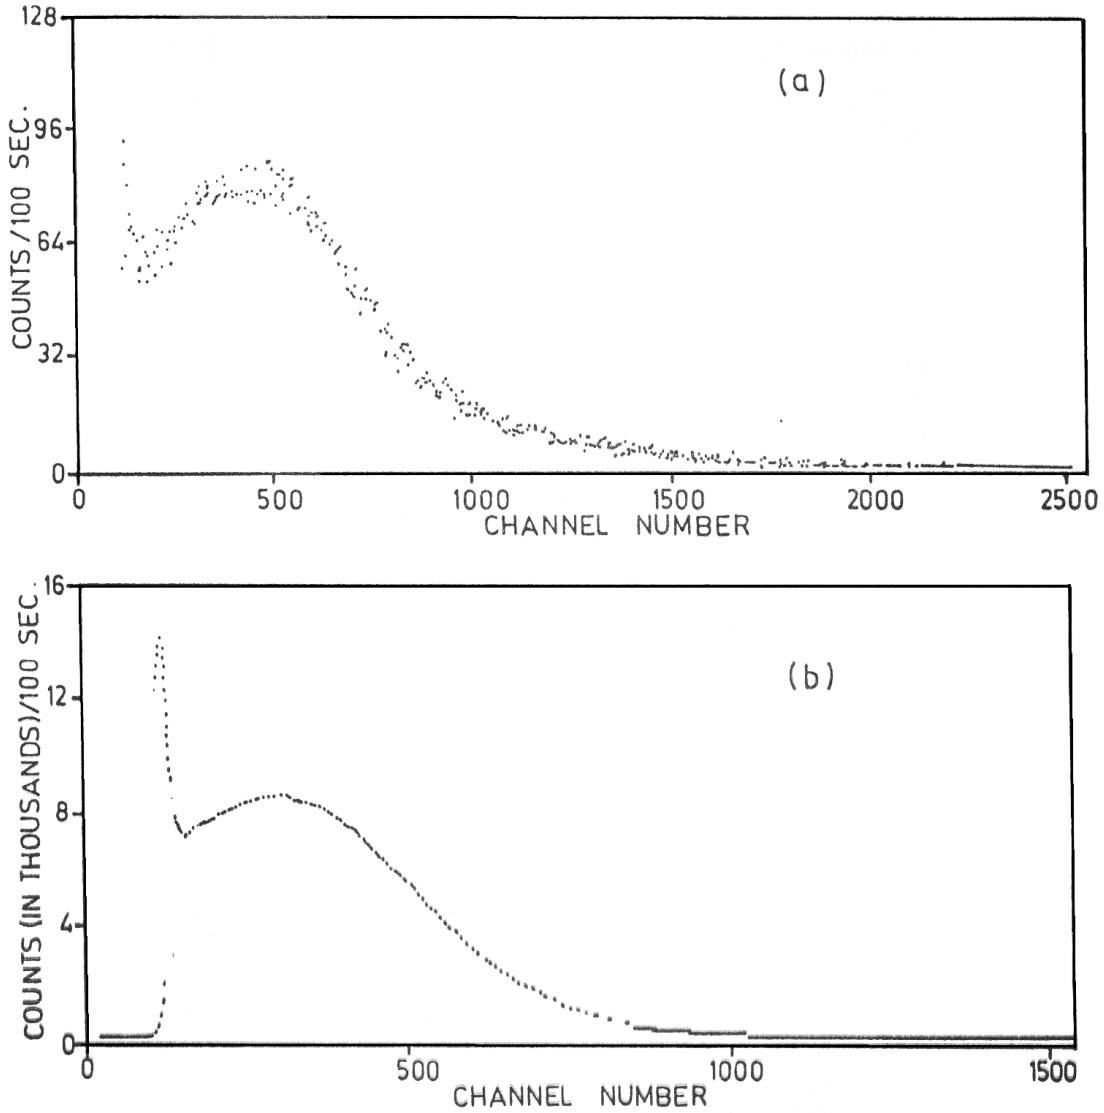 128
(a)
96
COUNTS/100 SEC.
64
32
0
0 500 1000 1500 2000 2500
CHANNEL NUMBER
16
(b)
12
COUNTS (IN THOUSANDS)/100 SEC.
8
4
0
0 500 1000 1500
CHANNEL NUMBER